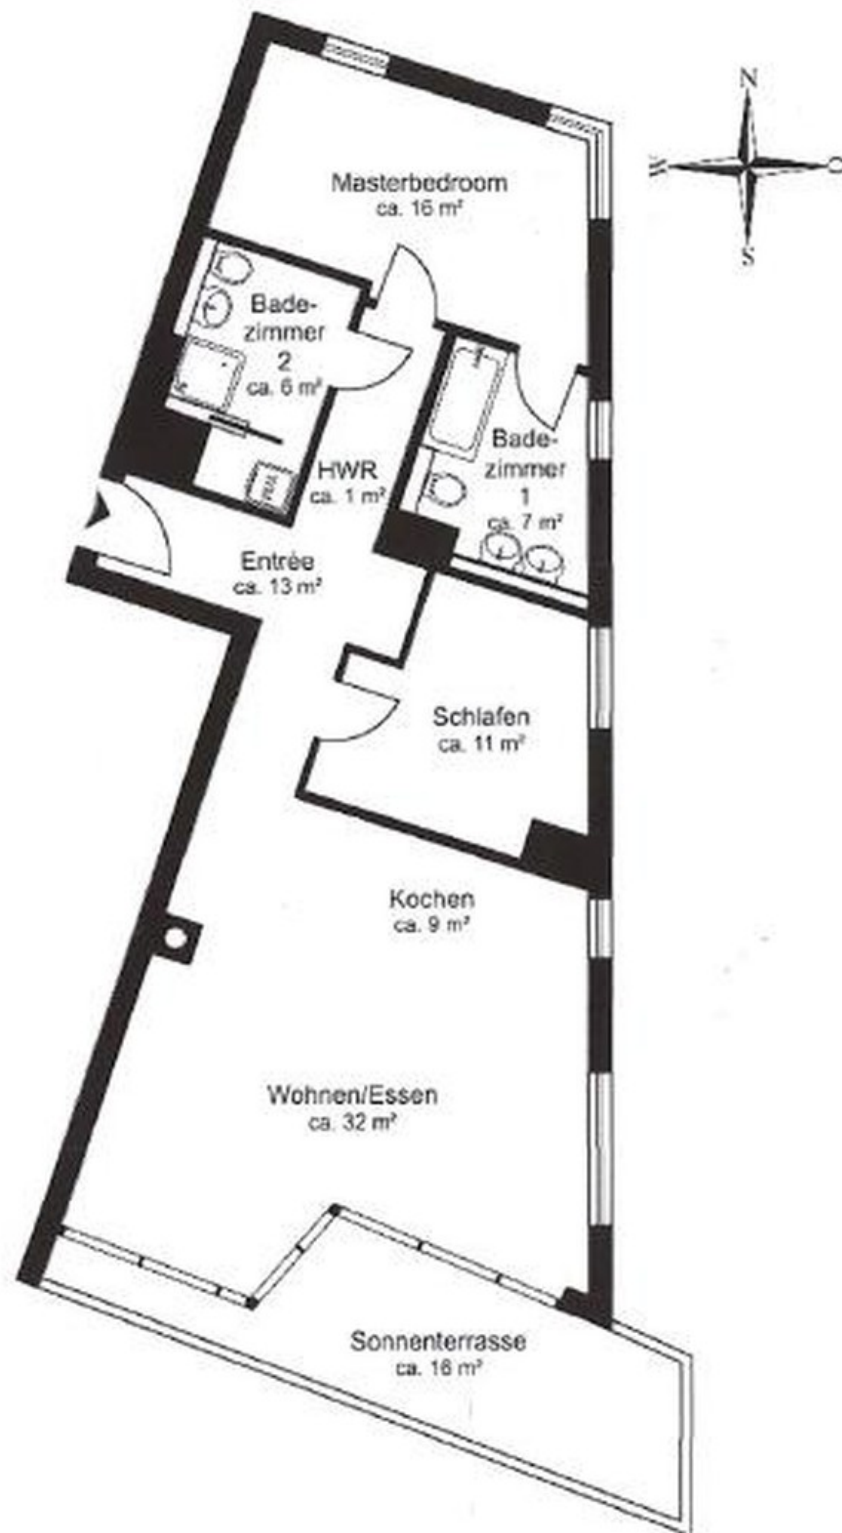 N
O
S
Masterbedroom
ca. 16 m²
Bade-
zimmer
2
ca. 6 m²
Bade-
zimmer
1
ca. 7 m²
HWR
ca. 1 m²
Entrée
ca. 13 m²
Schlafen
ca. 11 m²
Kochen
ca. 9 m²
Wohnen/Essen
ca. 32 m²
Sonnenterrasse
ca. 16 m²